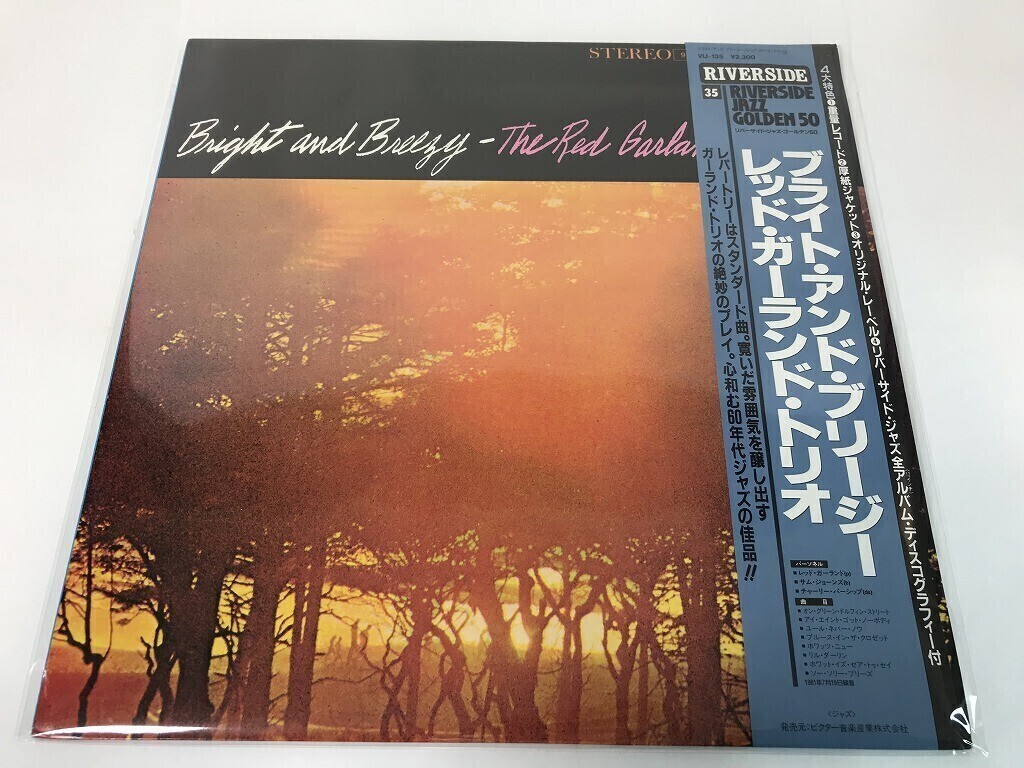 STEREO
Bright and Breezy – The Red Garlan
VIJ-135 ¥2,300
RIVERSIDE
35
RIVERSIDE
JAZZ
GOLDEN 50
リバーサイド・ジャズ・ゴールデン50
4大特色❶重量レコード❷厚紙ジャケット❸オリジナル・レーベル❹リバーサイド・ジャズ全アルバム・ディスコグラフィー付
ブライト・アンド・ブリージー
レッド・ガーランド・トリオ
レパートリーはスタンダード曲。寛いだ雰囲気を醸し出す
ガーランド・トリオの絶妙のプレイ。心和む60年代ジャズの佳品!!
パーソネル
■レッド・ガーランド(p)
■サム・ジョーンズ(b)
■チャーリー・パーシップ(ds)
曲目
■オン・グリーン・ドルフィン・ストリート
■アイ・エイント・ゴット・ノーボディ
■ユール・ネバー・ノウ
■ブルース・イン・ザ・クロゼット
■ホワッツ・ニュー
■リル・ダーリン
■ホワット・イズ・ゼア・トゥ・セイ
■ソー・ソリー・プリーズ
1961年7月19日録音
〈ジャズ〉
発売元:ビクター音楽産業株式会社